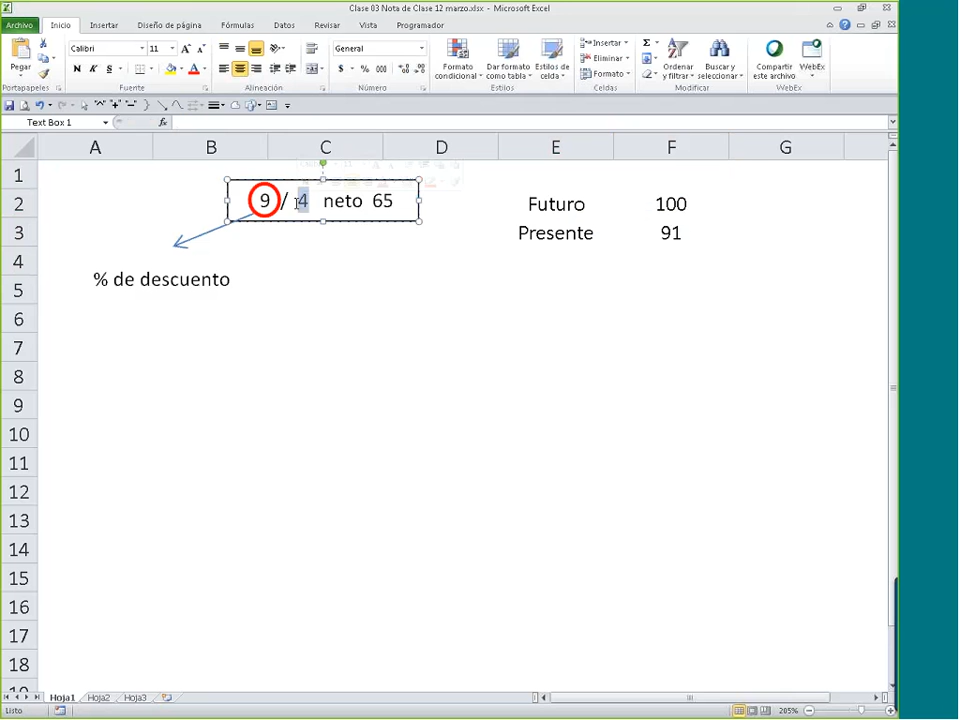 Clase 03 Nota de Clase 12 marzo.xlsx - Microsoft Excel
Archivo Inicio Insertar Diseño de página Fórmulas Datos Revisar Vista Programador
Calibri 11 General Insertar Σ
Pegar N K S A $ % 000 Eliminar
Formato condicional Dar formato como tabla Estilos de celda Formato Ordenar y filtrar Buscar y seleccionar Compartir este archivo WebEx
Portapapeles Fuente Alineación Número Estilos Celdas Modificar WebEx
Text Box 1 fx
A B C D E F G
1
2 9 / 4 neto 65 Futuro 100
3 Presente 91
4
5 % de descuento
6
7
8
9
10
11
12
13
14
15
16
17
18
Hoja1 Hoja2 Hoja3
Listo 205%